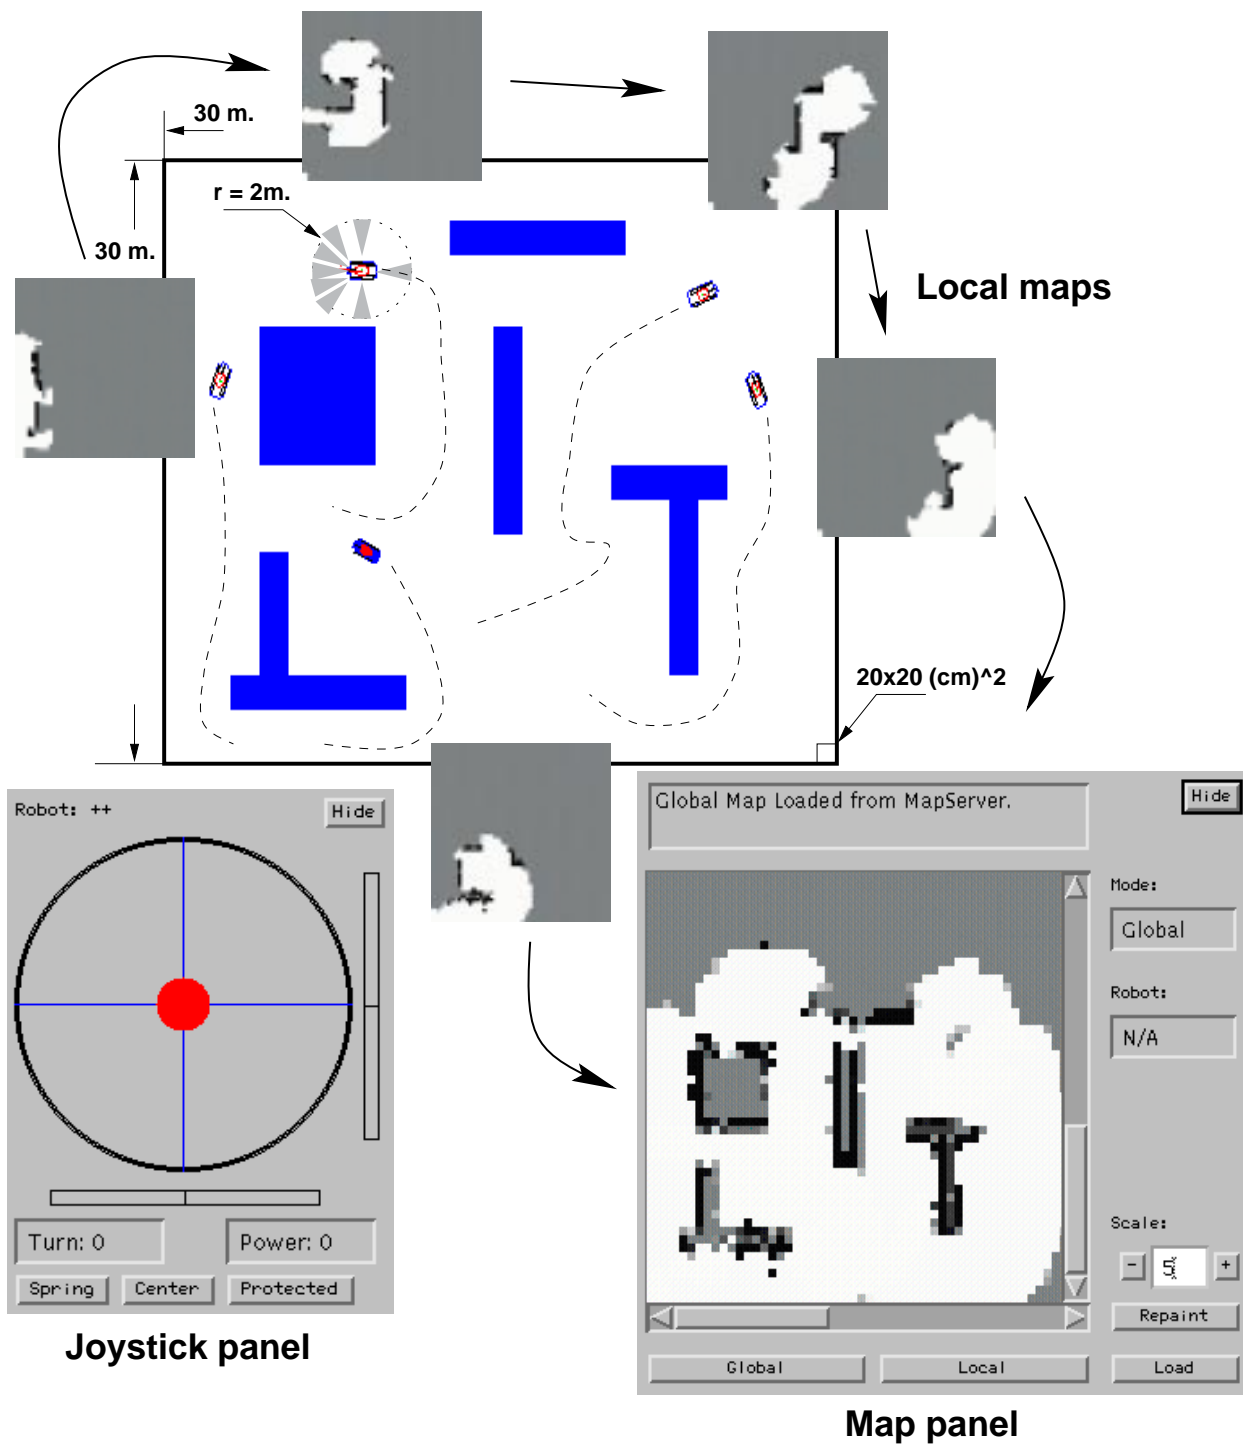 30 m.
r = 2m.
30 m.
Local maps
20x20 (cm)^2
Robot: ++
Hide
Turn: 0
Power: 0
Spring
Center
Protected
Joystick panel
Global Map Loaded from MapServer.
Hide
Mode:
Global
Robot:
N/A
Scale:
-
+
Repaint
Global
Local
Load
Map panel